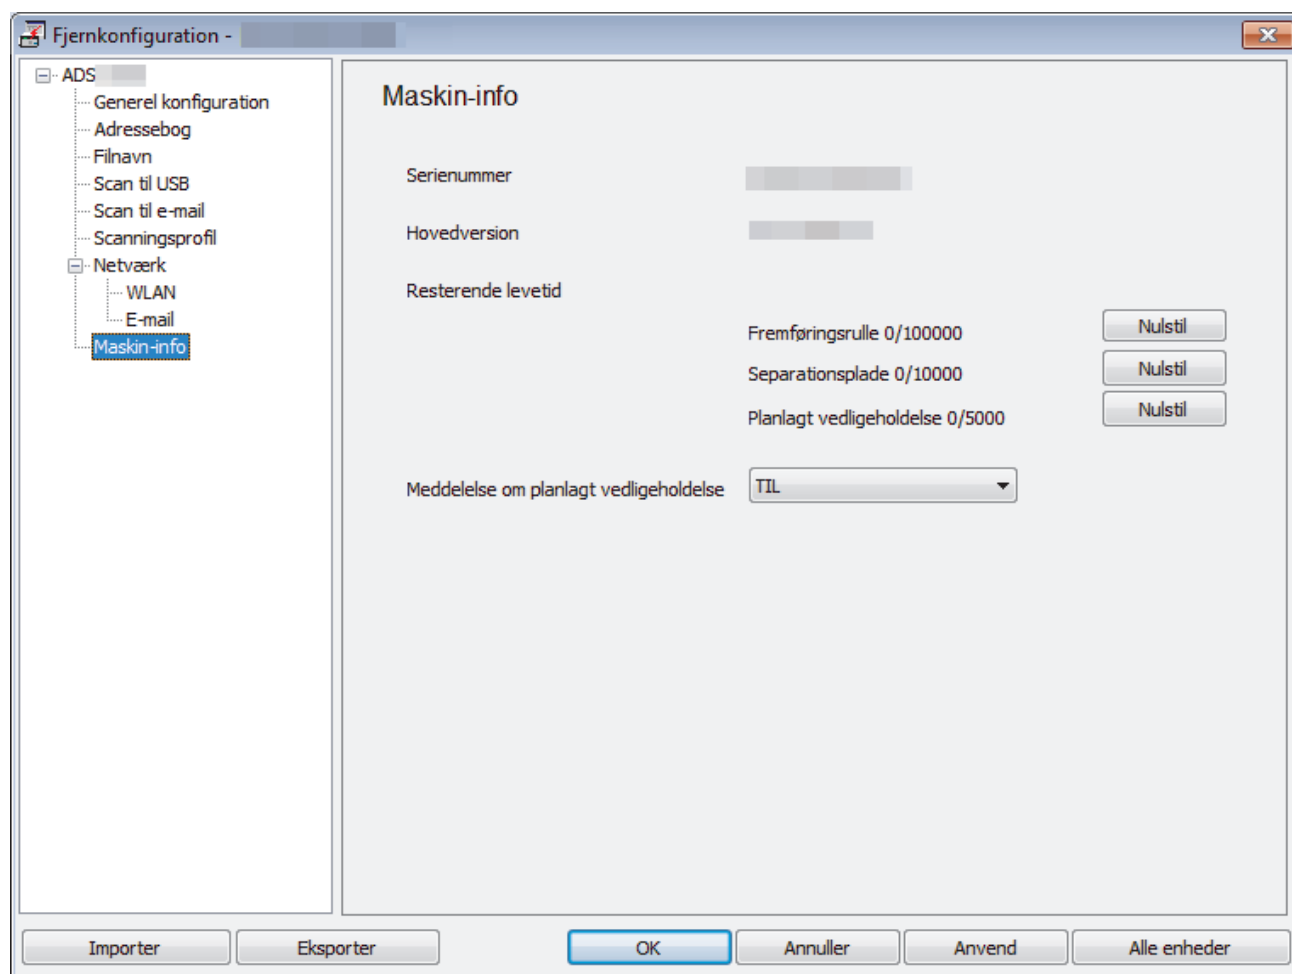 Fjernkonfiguration -
ADS
Generel konfiguration
Adressebog
Filnavn
Scan til USB
Scan til e-mail
Scanningsprofil
Netværk
WLAN
E-mail
Maskin-info
Maskin-info
Serienummer
Hovedversion
Resterende levetid
Fremføringsrulle 0/100000 Nulstil
Separationsplade 0/10000 Nulstil
Planlagt vedligeholdelse 0/5000 Nulstil
Meddelelse om planlagt vedligeholdelse TIL
Importer Eksporter OK Annuller Anvend Alle enheder